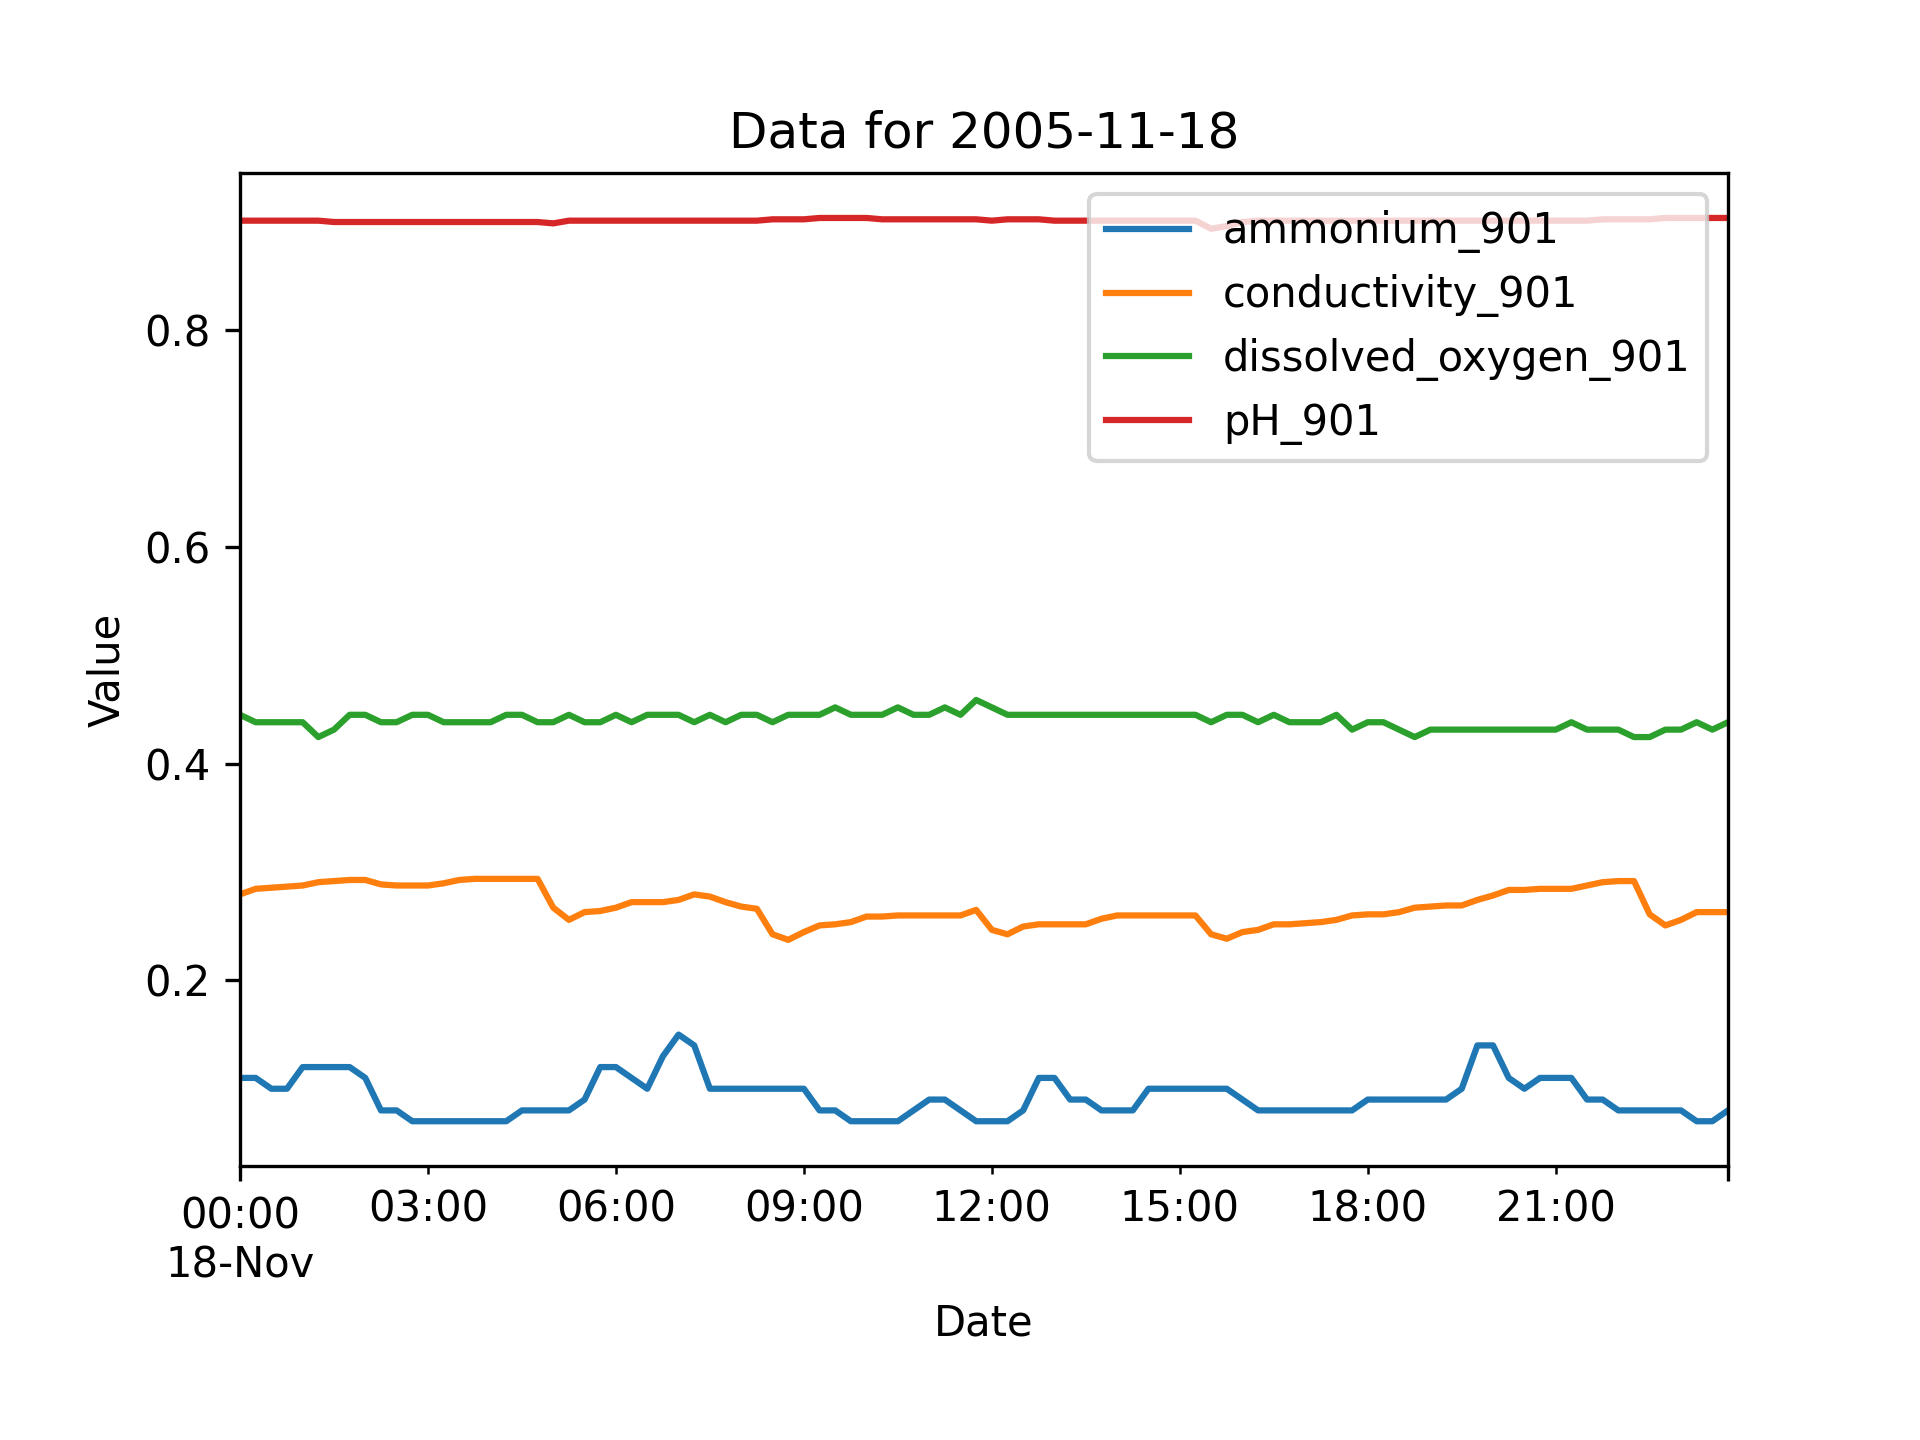 Data for 2005-11-18
ammonium_901
conductivity_901
dissolved_oxygen_901
pH_901
0.8
0.6
0.4
0.2
Value
00:00 03:00 06:00 09:00 12:00 15:00 18:00 21:00
18-Nov
Date